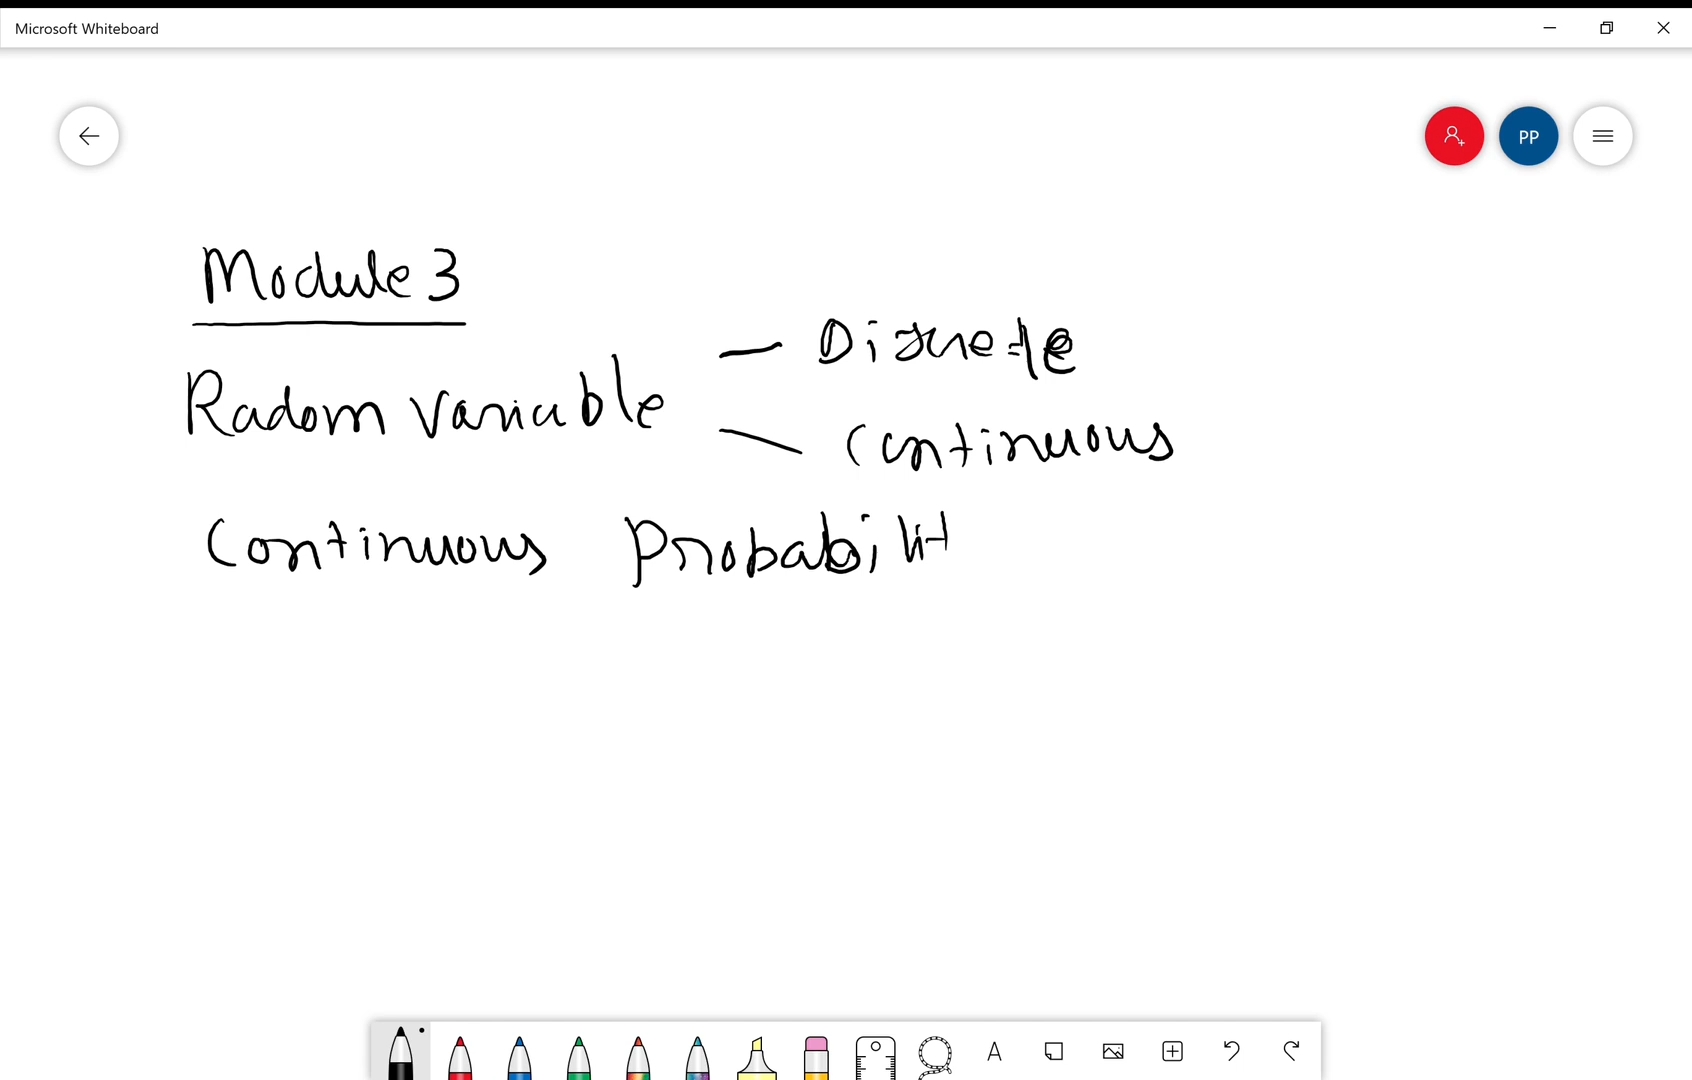 Microsoft Whiteboard
PP
Module 3
Radom variable — Discrete
— Continuous
Continuous Probabilit
A